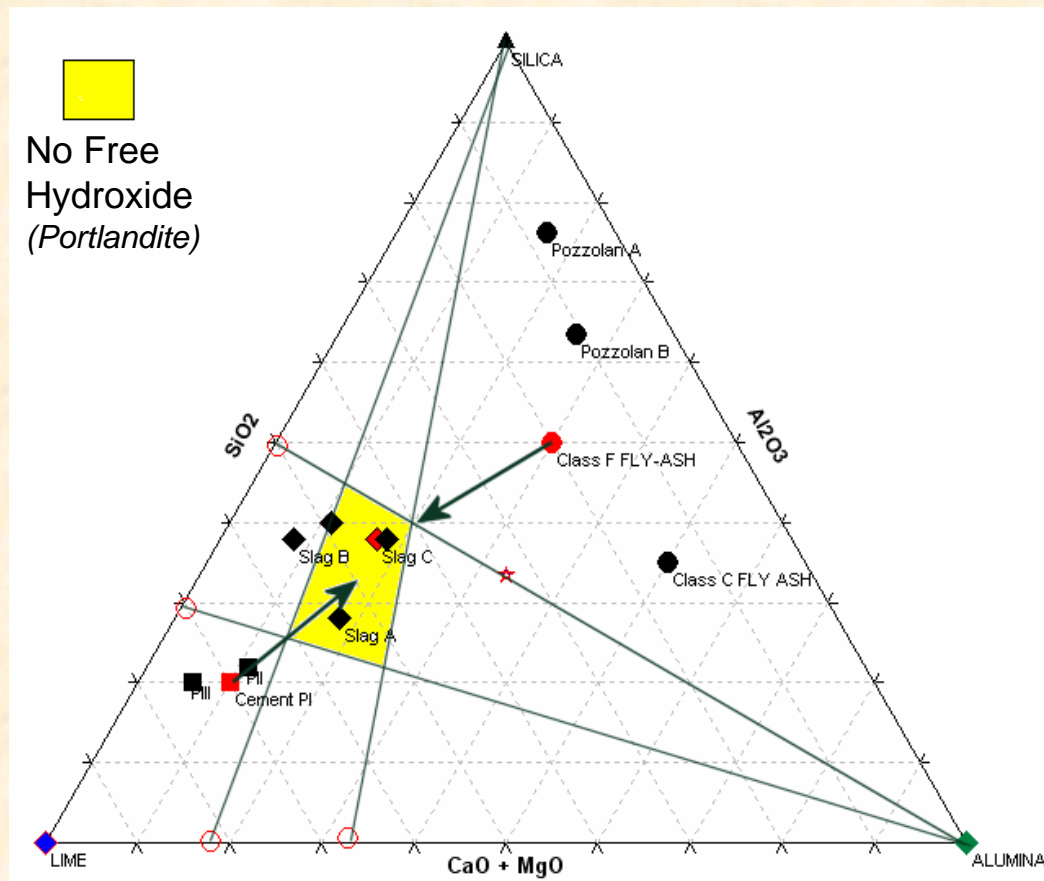 SILICA
No Free
Hydroxide
(Portlandite)
Pozzolan A
Pozzolan B
SiO2
Al2O3
Class F FLY-ASH
Slag B
Slag C
Class C FLY ASH
Slag A
PIII
PII
Cement PI
LIME
CaO + MgO
ALUMINA